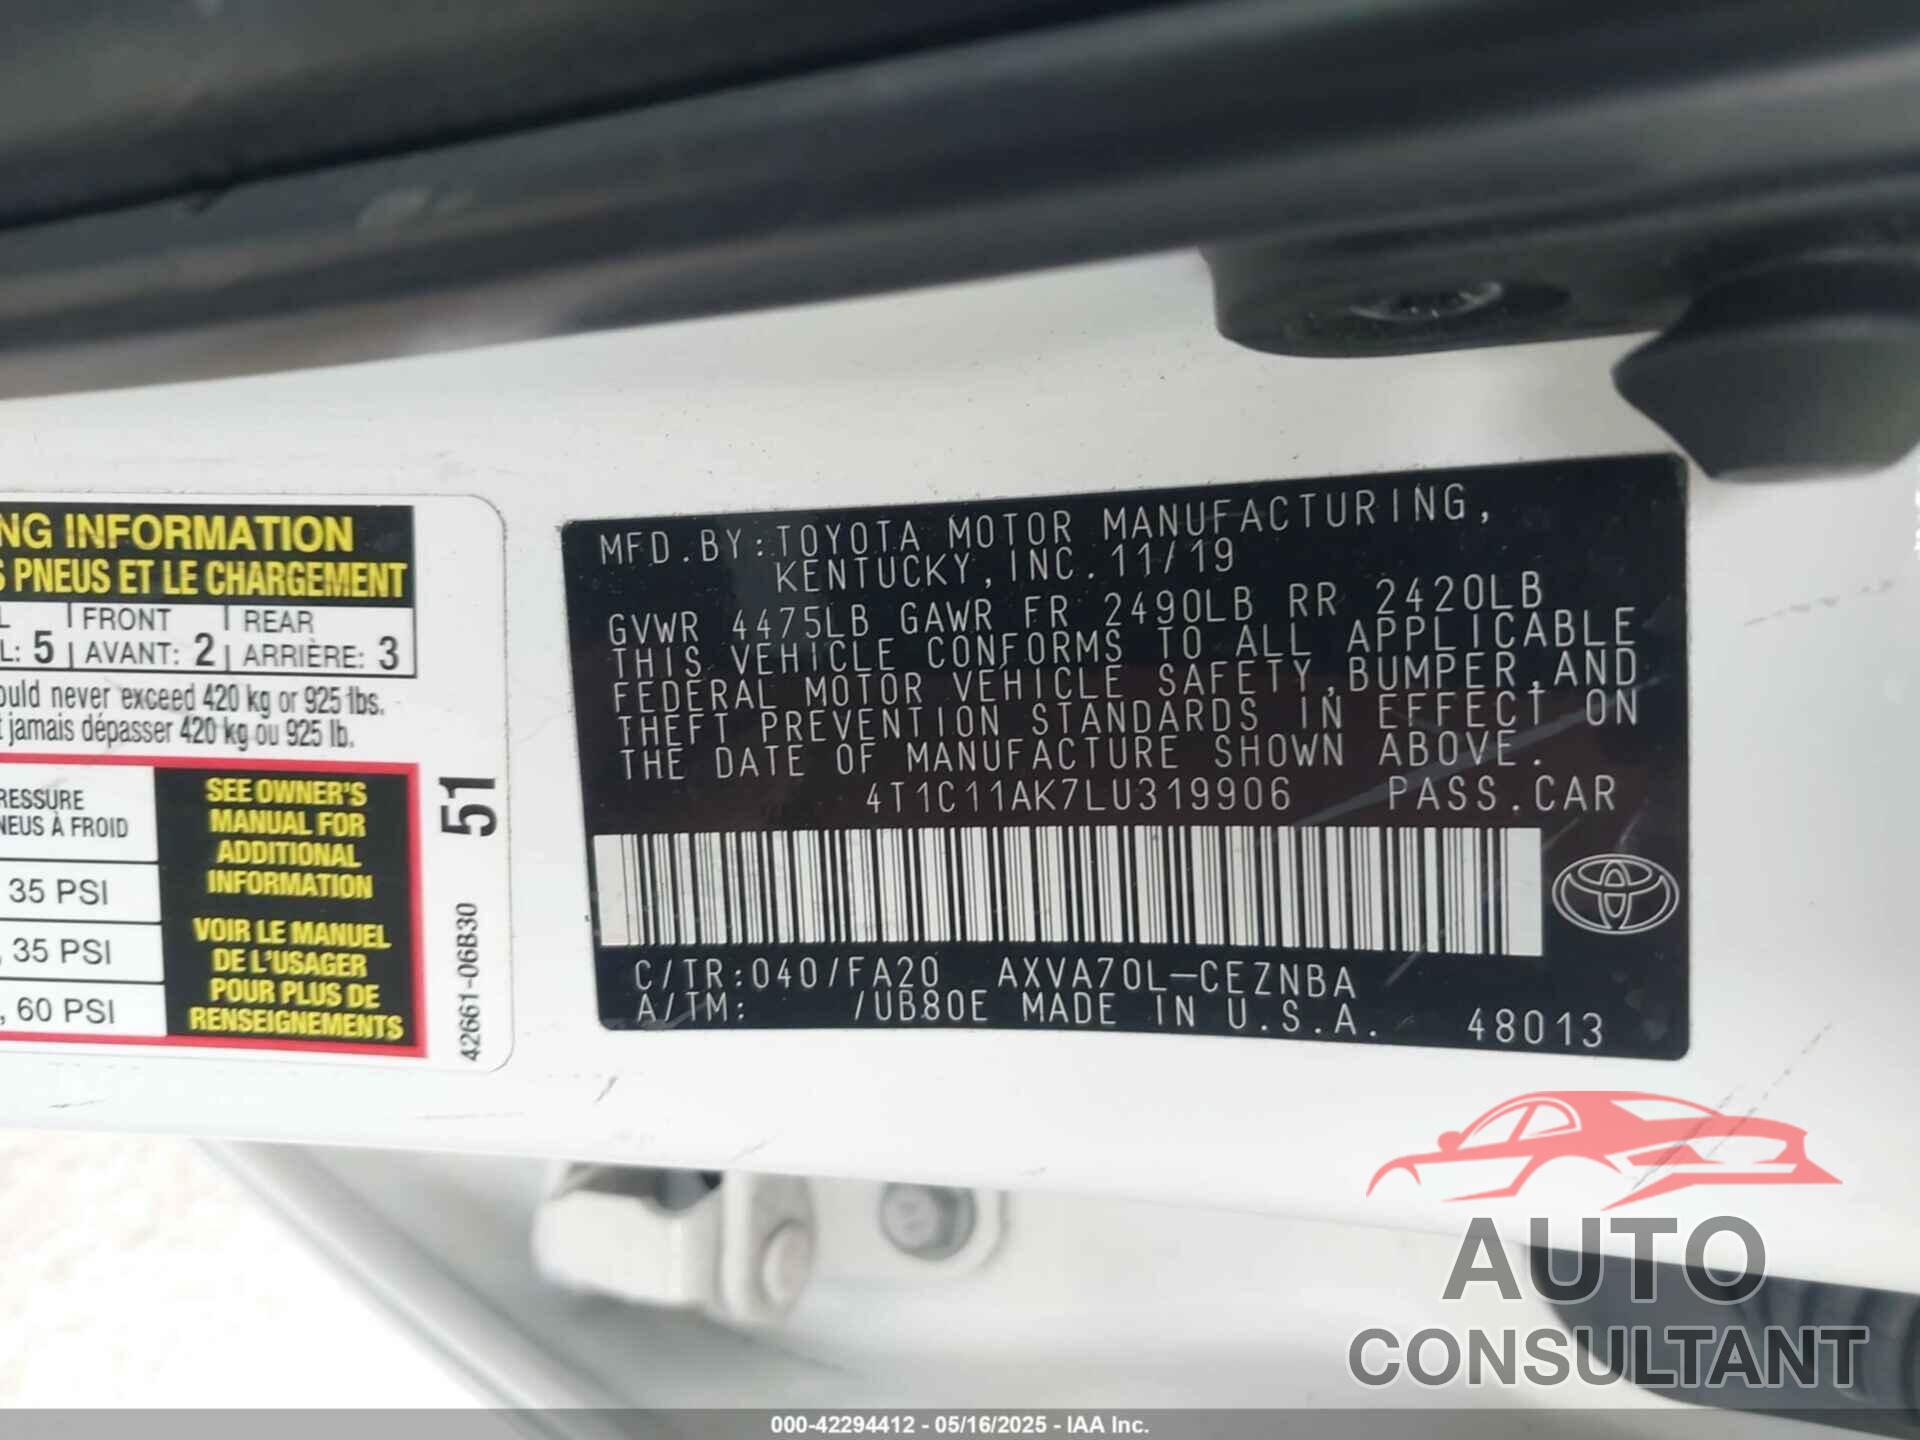 NG INFORMATION
S PNEUS ET LE CHARGEMENT
L | FRONT | REAR
L: 5 | AVANT: 2 | ARRIÈRE: 3
ould never exceed 420 kg or 925 lbs.
t jamais dépasser 420 kg ou 925 lb.
RESSURE
NEUS À FROID
35 PSI
, 35 PSI
, 60 PSI
SEE OWNER'S
MANUAL FOR
ADDITIONAL
INFORMATION
VOIR LE MANUEL
DE L'USAGER
POUR PLUS DE
RENSEIGNEMENTS
51
42661-06B30
MFD.BY:TOYOTA MOTOR MANUFACTURING,
KENTUCKY,INC.11/19
GVWR 4475LB GAWR FR 2490LB RR 2420LB
THIS VEHICLE CONFORMS TO ALL APPLICABLE
FEDERAL MOTOR VEHICLE SAFETY,BUMPER,AND
THEFT PREVENTION STANDARDS IN EFFECT ON
THE DATE OF MANUFACTURE SHOWN ABOVE.
4T1C11AK7LU319906 PASS.CAR
C/TR:040/FA20 AXVA70L-CEZNBA
A/TM: /UB80E MADE IN U.S.A. 48013
AUTO
CONSULTANT
000-42294412 - 05/16/2025 - IAA Inc.